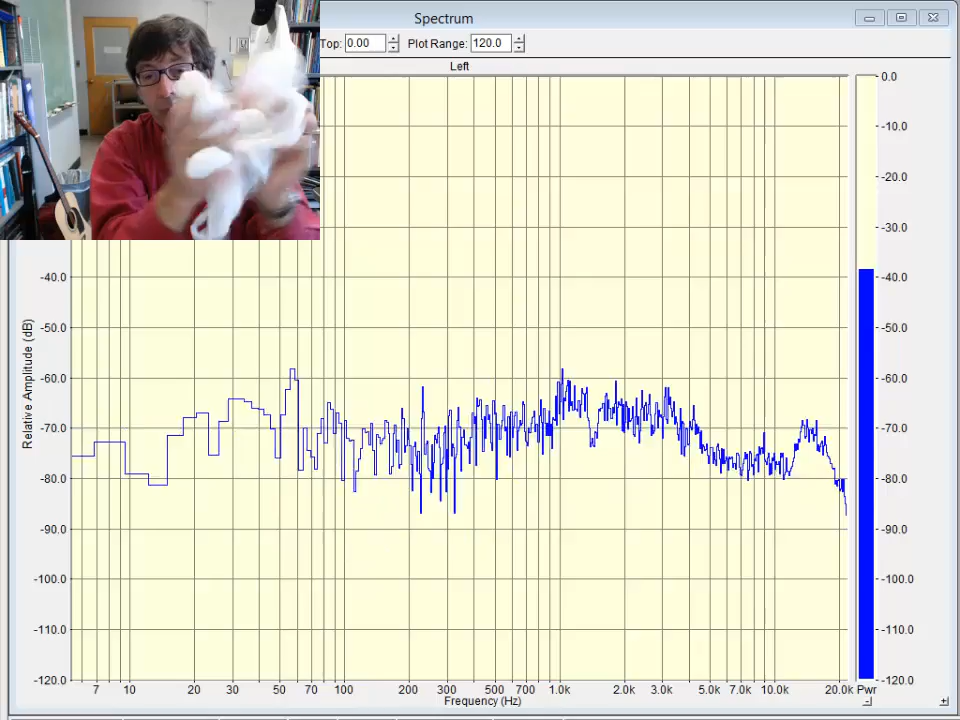 Spectrum
Top: 0.00 Plot Range: 120.0
Left
0.0
-10.0
-20.0
-30.0
-40.0 -40.0
-50.0 -50.0
-60.0 -60.0
-70.0 -70.0
-80.0 -80.0
-90.0 -90.0
-100.0 -100.0
-110.0 -110.0
-120.0 -120.0
Relative Amplitude (dB)
7 10 20 30 50 70 100 200 300 500 700 1.0k 2.0k 3.0k 5.0k 7.0k 10.0k 20.0k Pwr
Frequency (Hz)